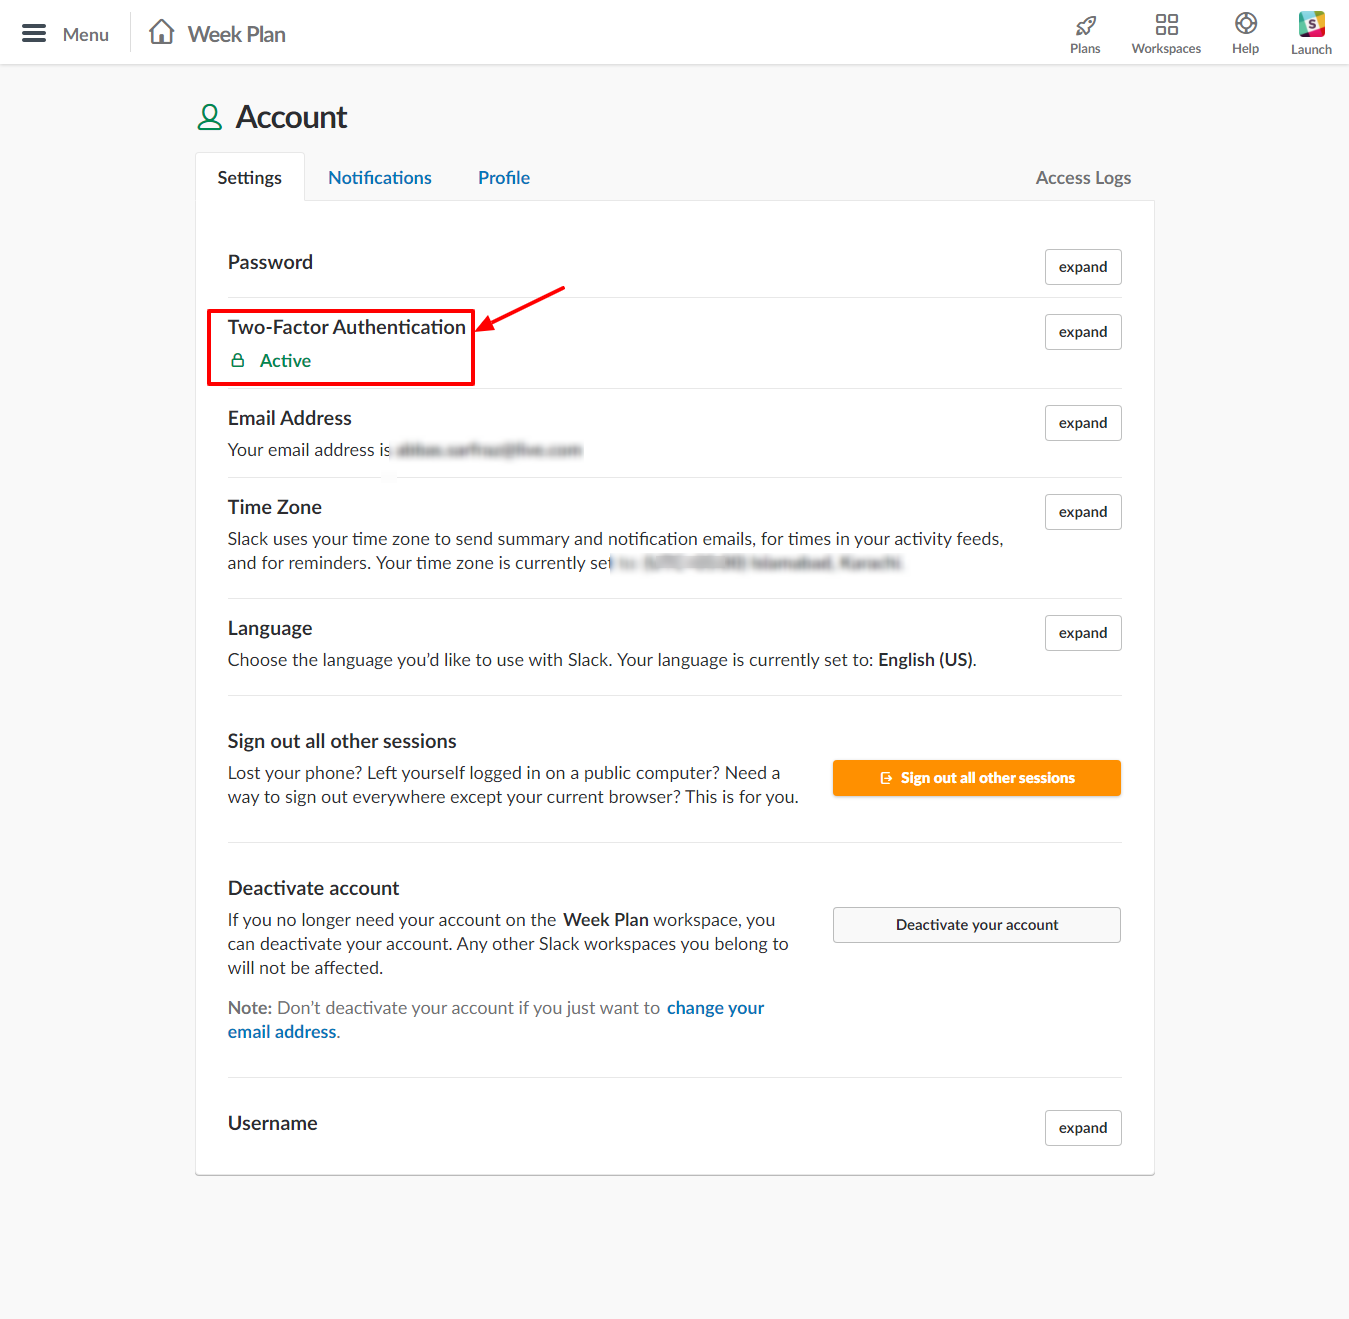 Menu
Week Plan
Plans
Workspaces
Help
S
Launch
Account
Settings
Notifications
Profile
Access Logs
Password
expand
Two-Factor Authentication
expand
Active
Email Address
expand
Your email address is
Time Zone
expand
Slack uses your time zone to send summary and notification emails, for times in your activity feeds,
and for reminders. Your time zone is currently set
Language
expand
Choose the language you’d like to use with Slack. Your language is currently set to: English (US).
Sign out all other sessions
Lost your phone? Left yourself logged in on a public computer? Need a
way to sign out everywhere except your current browser? This is for you.
Sign out all other sessions
Deactivate account
If you no longer need your account on the Week Plan workspace, you
can deactivate your account. Any other Slack workspaces you belong to
will not be affected.
Deactivate your account
Note: Don’t deactivate your account if you just want to change your
email address.
Username
expand